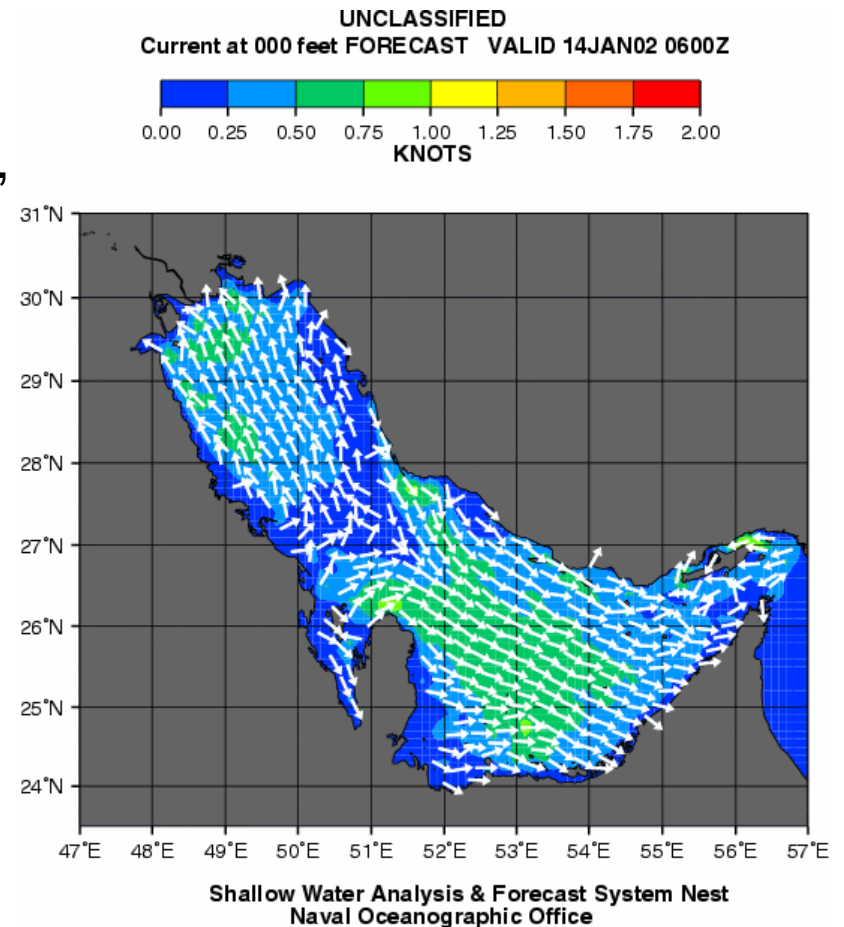 UNCLASSIFIED
Current at 000 feet FORECAST VALID 14JAN02 0600Z
0.00 0.25 0.50 0.75 1.00 1.25 1.50 1.75 2.00
KNOTS
,
31°N
30°N
29°N
28°N
27°N
26°N
25°N
24°N
47°E 48°E 49°E 50°E 51°E 52°E 53°E 54°E 55°E 56°E 57°E
Shallow Water Analysis & Forecast System Nest
Naval Oceanographic Office